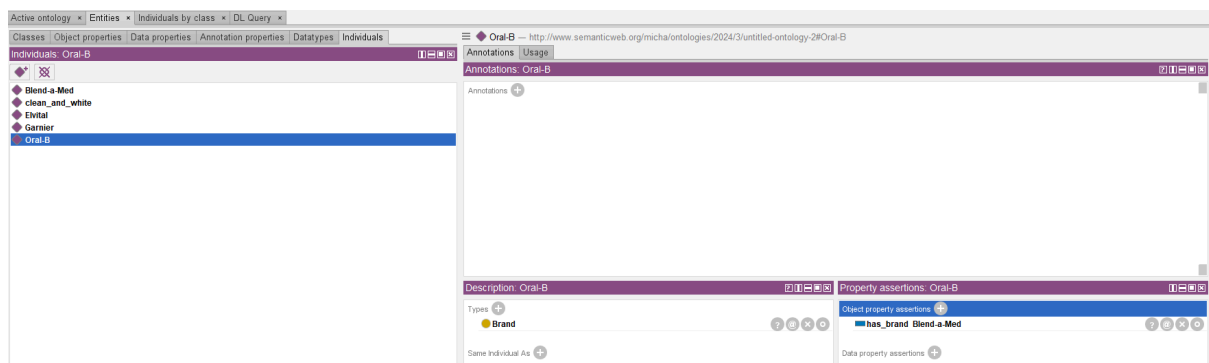 Active ontology × Entities × Individuals by class × DL Query ×
Classes Object properties Data properties Annotation properties Datatypes Individuals
Individuals: Oral-B
Blend-a-Med
clean_and_white
Elvital
Garnier
Oral-B
Oral-B — http://www.semanticweb.org/micha/ontologies/2024/3/untitled-ontology-2#Oral-B
Annotations Usage
Annotations: Oral-B
Annotations
Description: Oral-B
Types
Brand
Same Individual As
Property assertions: Oral-B
Object property assertions
has_brand Blend-a-Med
Data property assertions